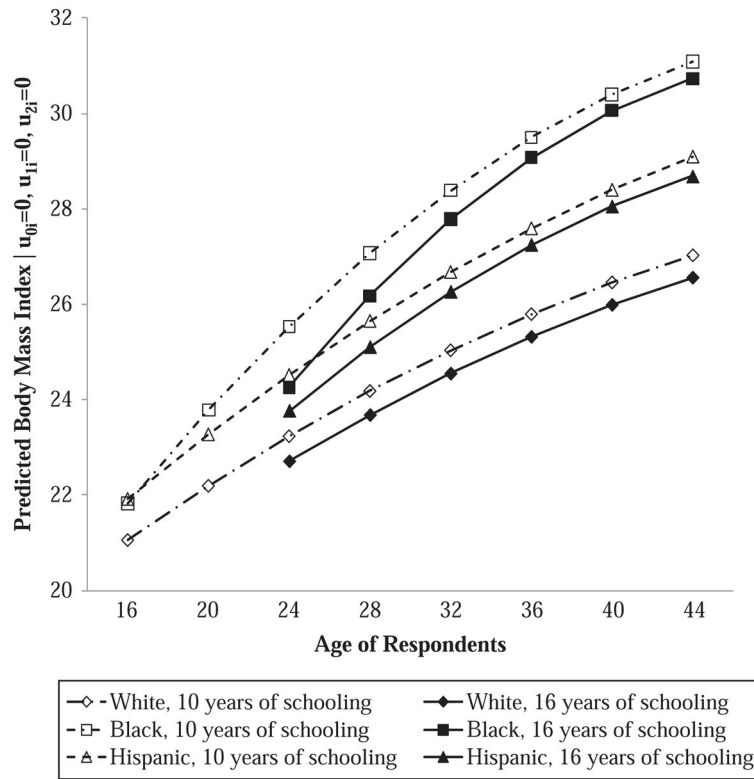 32
30
28
26
24
22
20
Predicted Body Mass Index | u0i=0, u1i=0, u2i=0
16 20 24 28 32 36 40 44
Age of Respondents
White, 10 years of schooling White, 16 years of schooling
Black, 10 years of schooling Black, 16 years of schooling
Hispanic, 10 years of schooling Hispanic, 16 years of schooling